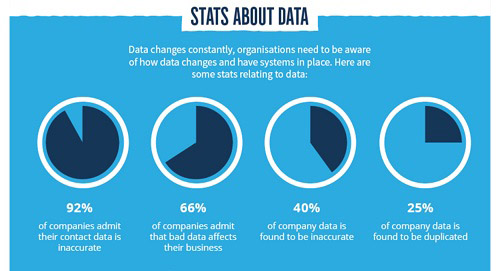 STATS ABOUT DATA
Data changes constantly, organisations need to be aware
of how data changes and have systems in place. Here are
some stats relating to data:
92%
of companies admit
their contact data is
inaccurate
66%
of companies admit
that bad data affects
their business
40%
of company data is
found to be inaccurate
25%
of company data is
found to be duplicated